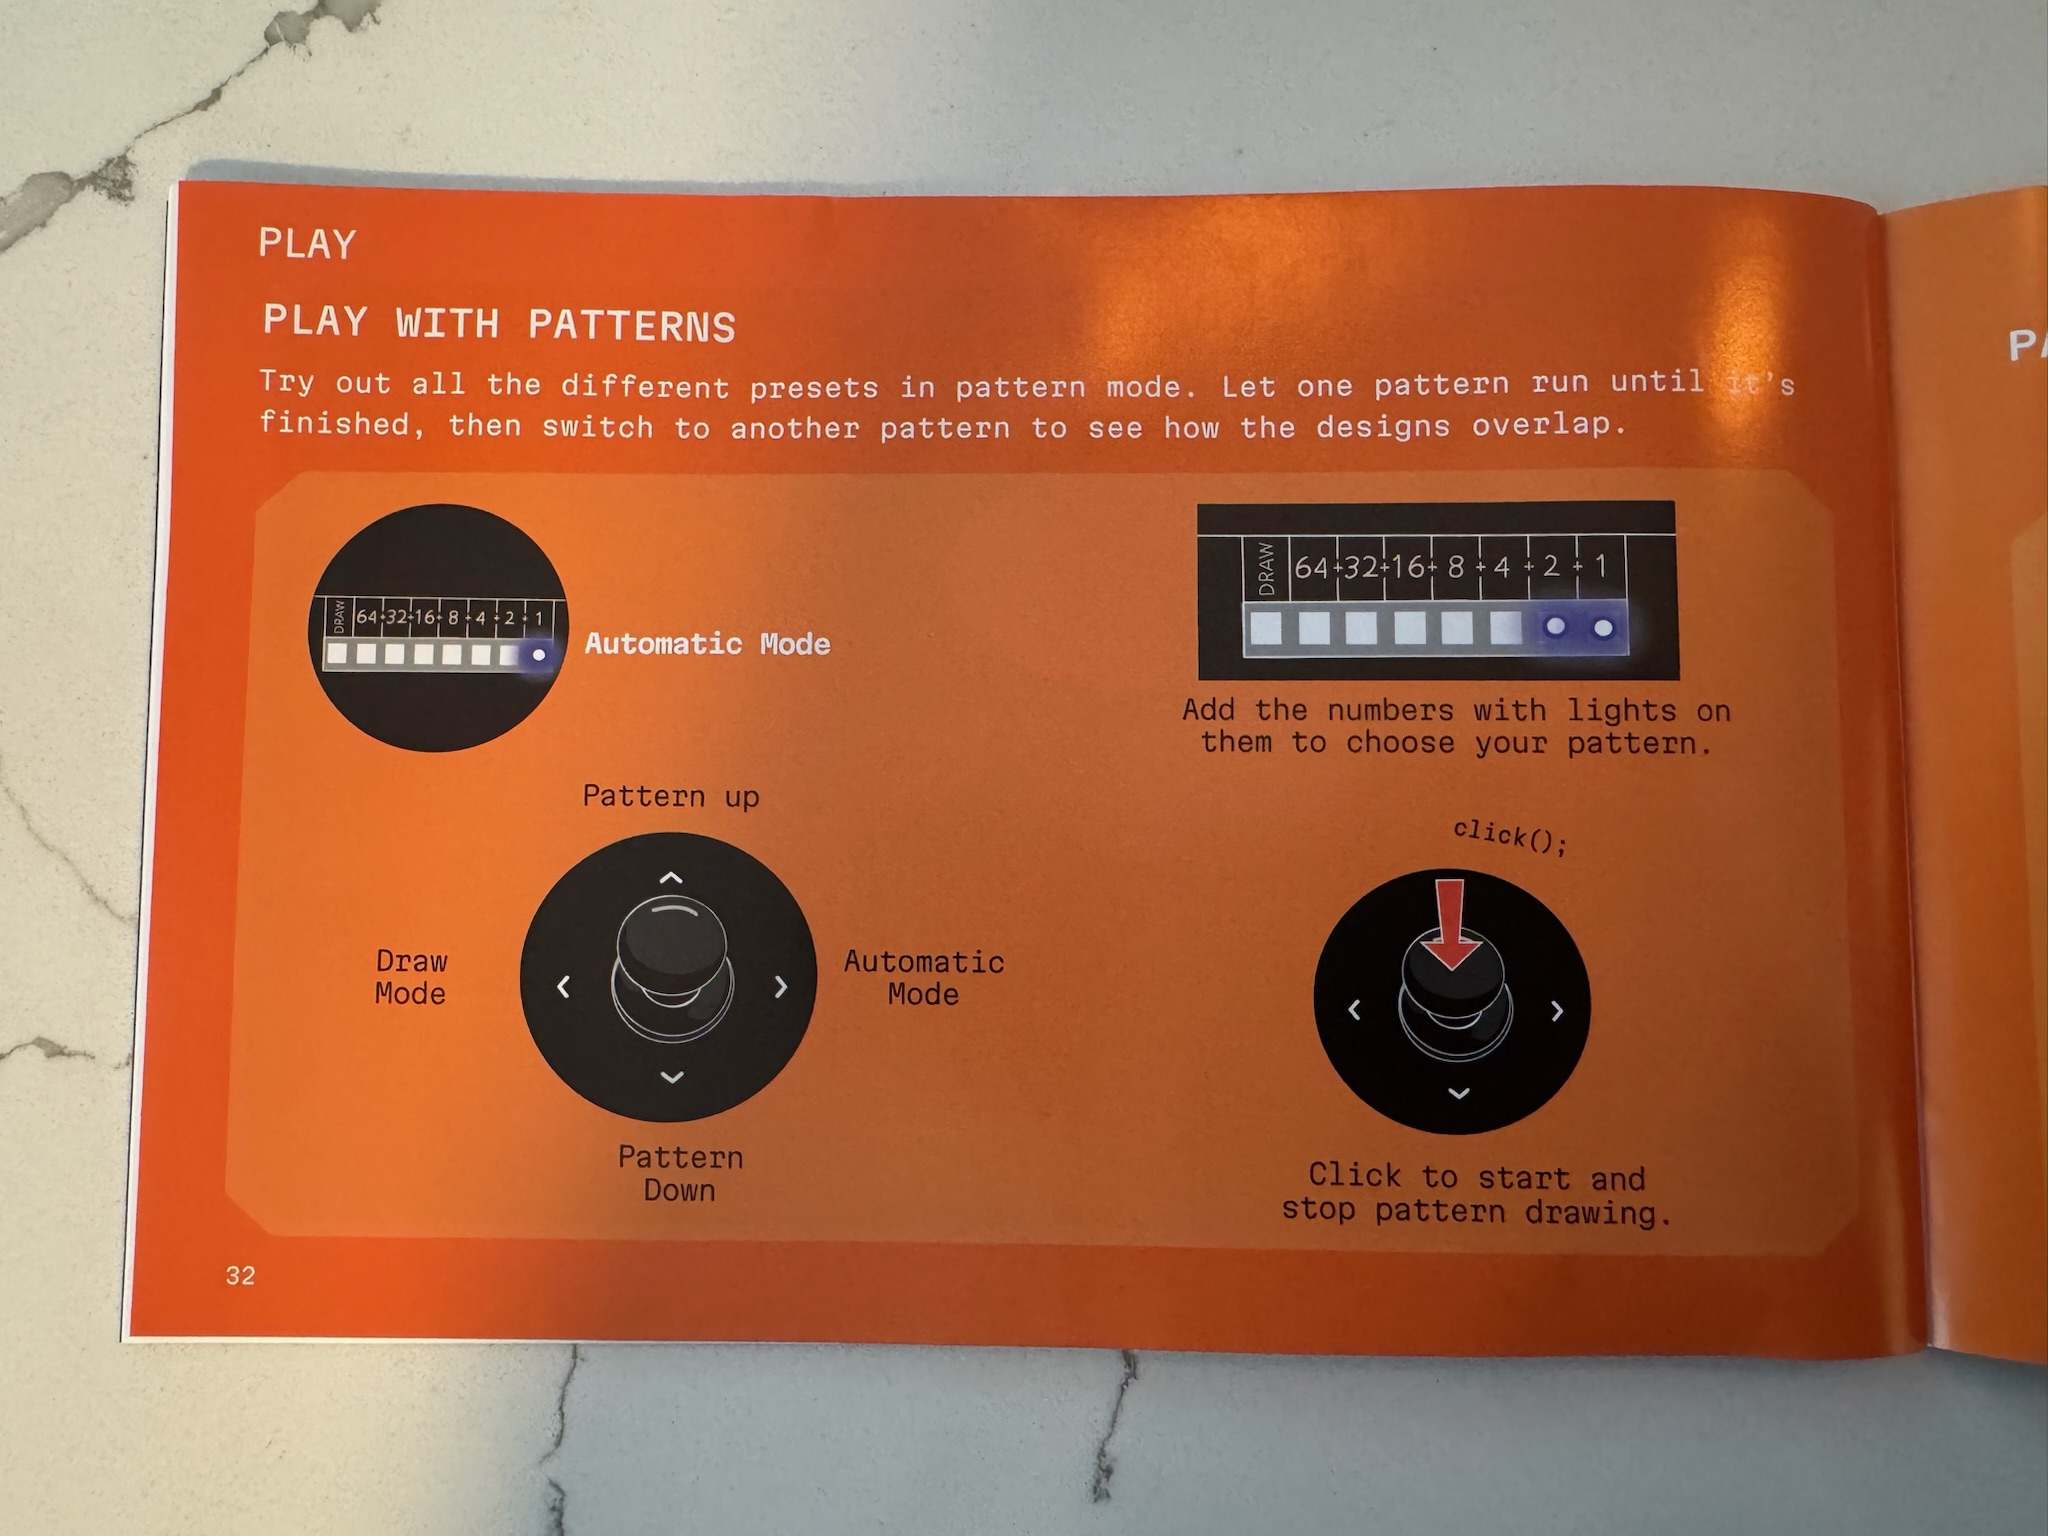 PLAY
PLAY WITH PATTERNS
Try out all the different presets in pattern mode. Let one pattern run until it's
finished, then switch to another pattern to see how the designs overlap.
DRAW 64+32+16+8+4+2+1
Automatic Mode
DRAW 64+32+16+8+4+2+1
Add the numbers with lights on
them to choose your pattern.
Pattern up
Draw
Mode
Automatic
Mode
Pattern
Down
click();
Click to start and
stop pattern drawing.
32